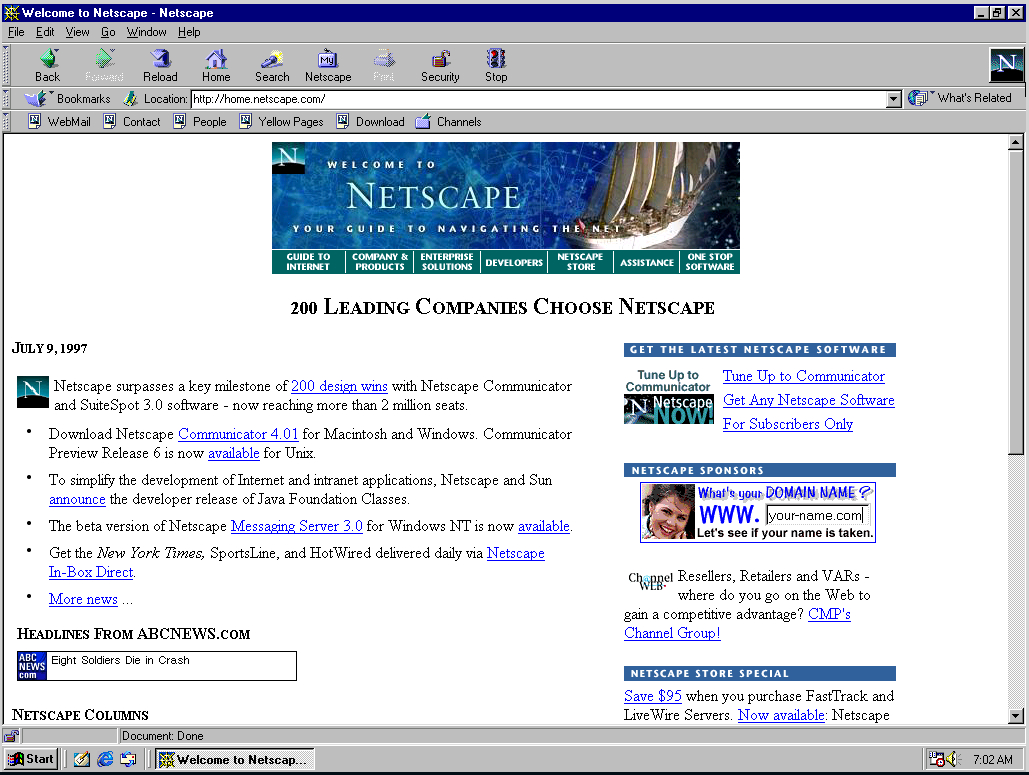 Welcome to Netscape - Netscape
File Edit View Go Window Help
Back Forward Reload Home Search Netscape Print Security Stop
My
N
Bookmarks Location: http://home.netscape.com/ What's Related
WebMail Contact People Yellow Pages Download Channels
N
WELCOME TO
NETSCAPE
YOUR GUIDE TO NAVIGATING THE NET
GUIDE TO INTERNET
COMPANY & PRODUCTS
ENTERPRISE SOLUTIONS
DEVELOPERS
NETSCAPE STORE
ASSISTANCE
ONE STOP SOFTWARE
200 LEADING COMPANIES CHOOSE NETSCAPE
JULY 9, 1997
N
Netscape surpasses a key milestone of 200 design wins with Netscape Communicator
and SuiteSpot 3.0 software - now reaching more than 2 million seats.
• Download Netscape Communicator 4.01 for Macintosh and Windows. Communicator
Preview Release 6 is now available for Unix.
• To simplify the development of Internet and intranet applications, Netscape and Sun
announce the developer release of Java Foundation Classes.
• The beta version of Netscape Messaging Server 3.0 for Windows NT is now available.
• Get the New York Times, SportsLine, and HotWired delivered daily via Netscape
In-Box Direct.
• More news ...
HEADLINES FROM ABCNEWS.COM
ABC
NEWS
com
Eight Soldiers Die in Crash
NETSCAPE COLUMNS
GET THE LATEST NETSCAPE SOFTWARE
Tune Up to
Communicator
N Netscape
NOW!
Tune Up to Communicator
Get Any Netscape Software
For Subscribers Only
NETSCAPE SPONSORS
What's your DOMAIN NAME?
WWW. your-name.com
Let's see if your name is taken.
Channel
WEB
Resellers, Retailers and VARs -
where do you go on the Web to
gain a competitive advantage? CMP's
Channel Group!
NETSCAPE STORE SPECIAL
Save $95 when you purchase FastTrack and
LiveWire Servers. Now available: Netscape
Document: Done
Start Welcome to Netscap... 7:02 AM